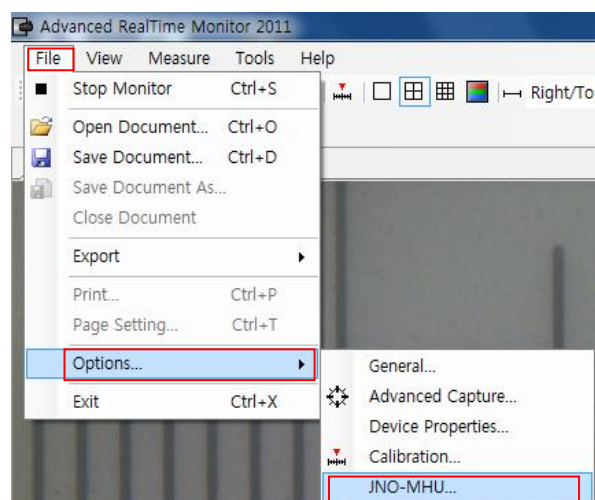 Advanced RealTime Monitor 2011
File View Measure Tools Help
Stop Monitor Ctrl+S
Right/To
Open Document... Ctrl+O
Save Document... Ctrl+D
Save Document As...
Close Document
Export
Print... Ctrl+P
Page Setting... Ctrl+T
Options...
General...
Exit Ctrl+X
Advanced Capture...
Device Properties...
Calibration...
JNO-MHU...